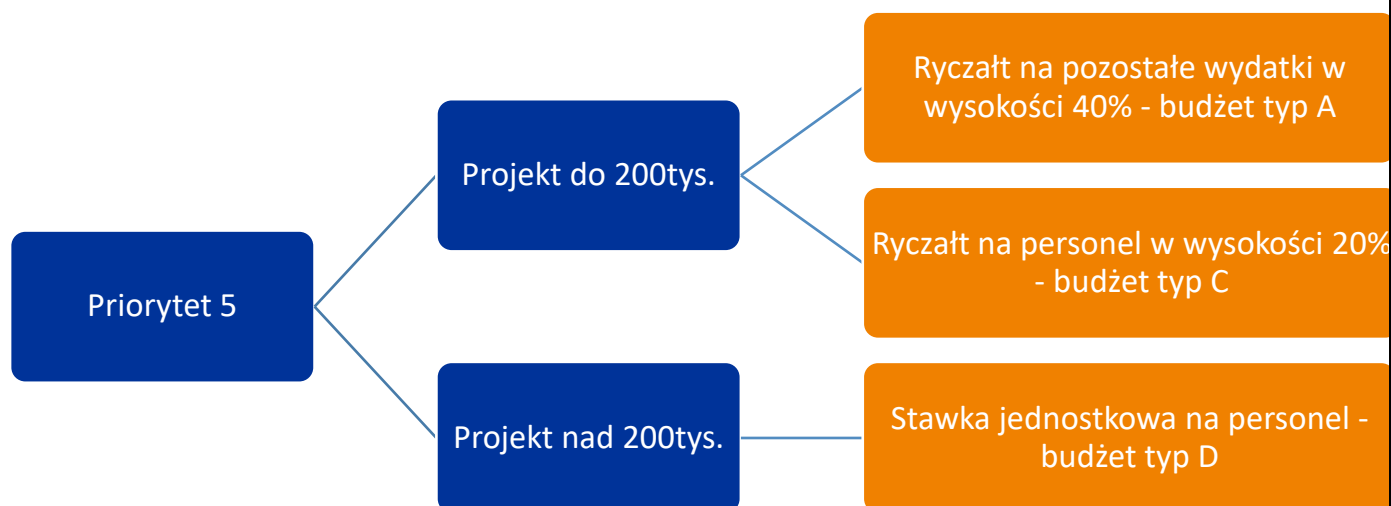 Priorytet 5
Projekt do 200tys.
Ryczałt na pozostałe wydatki w
wysokości 40% - budżet typ A
Ryczałt na personel w wysokości 20%
- budżet typ C
Projekt nad 200tys.
Stawka jednostkowa na personel -
budżet typ D